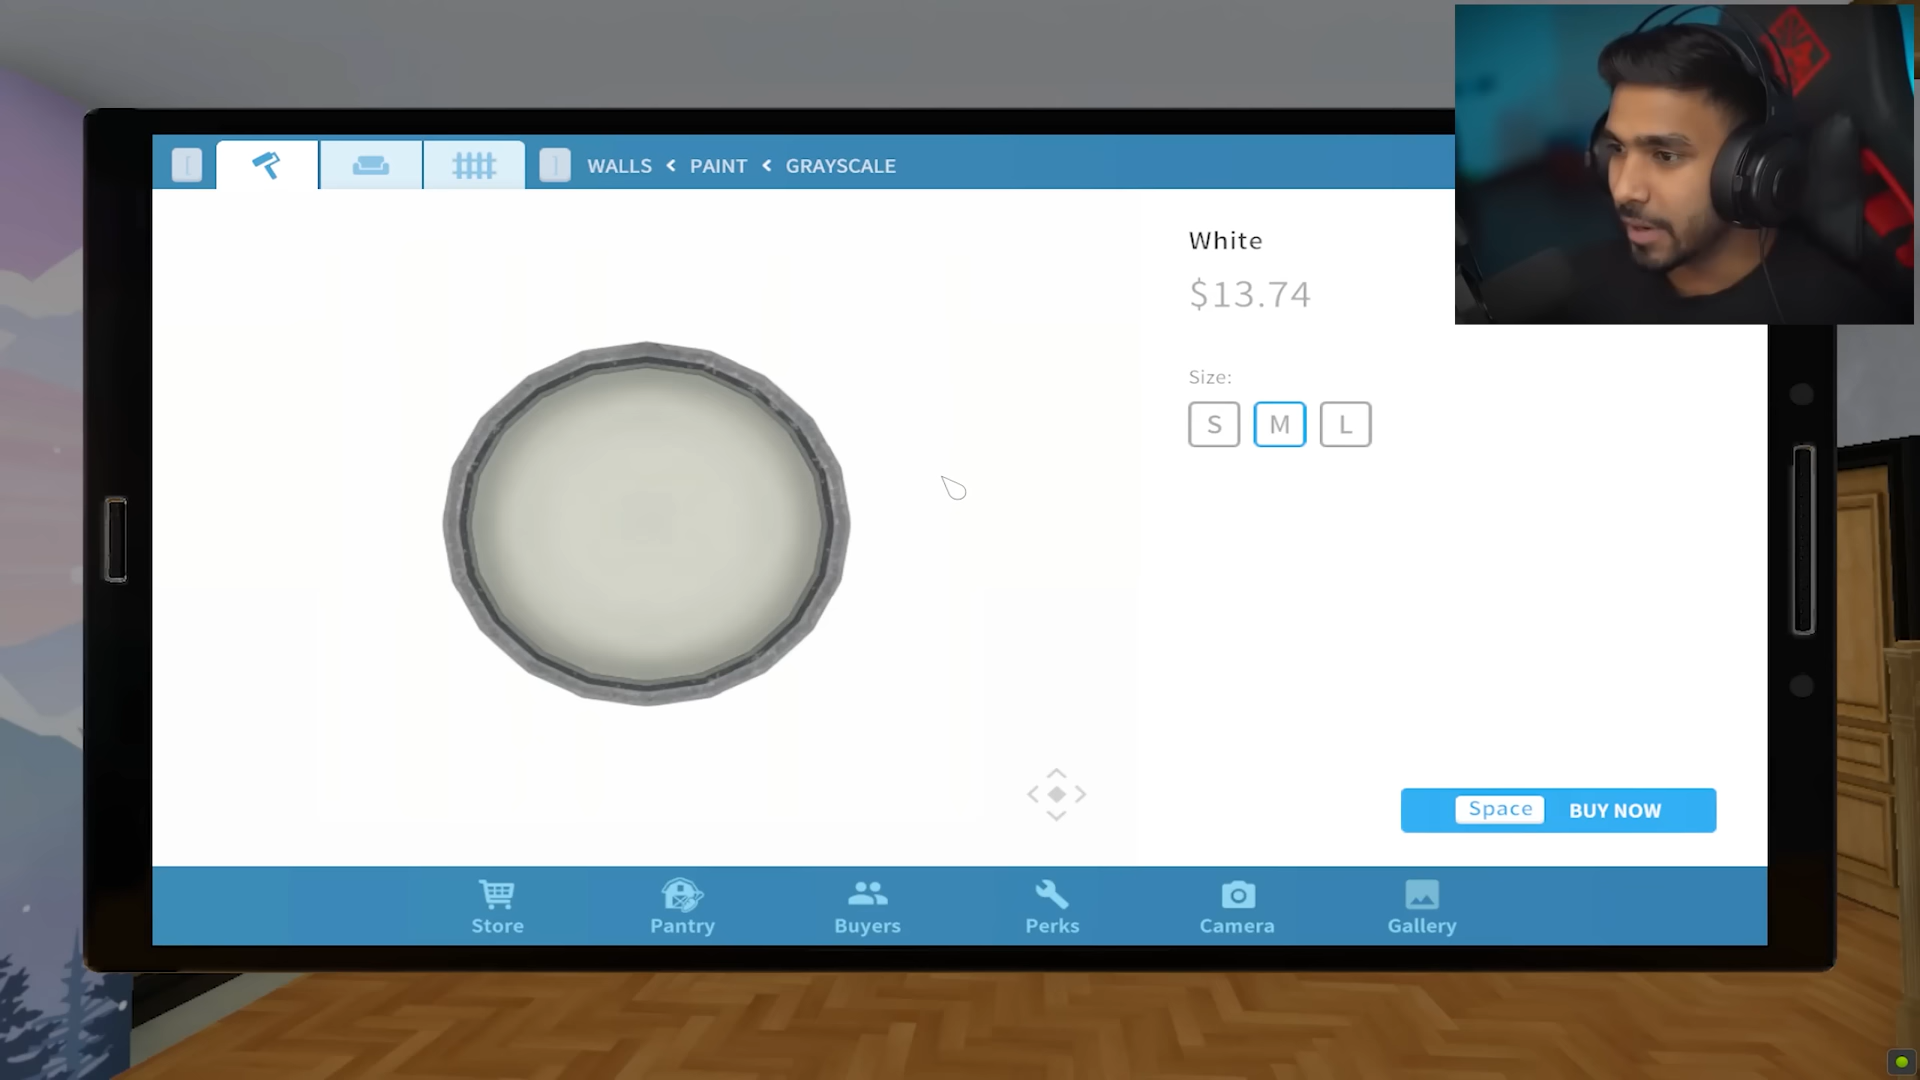 [
]
WALLS < PAINT < GRAYSCALE
White
$13.74
Size:
S M L
Space BUY NOW
Store Pantry Buyers Perks Camera Gallery